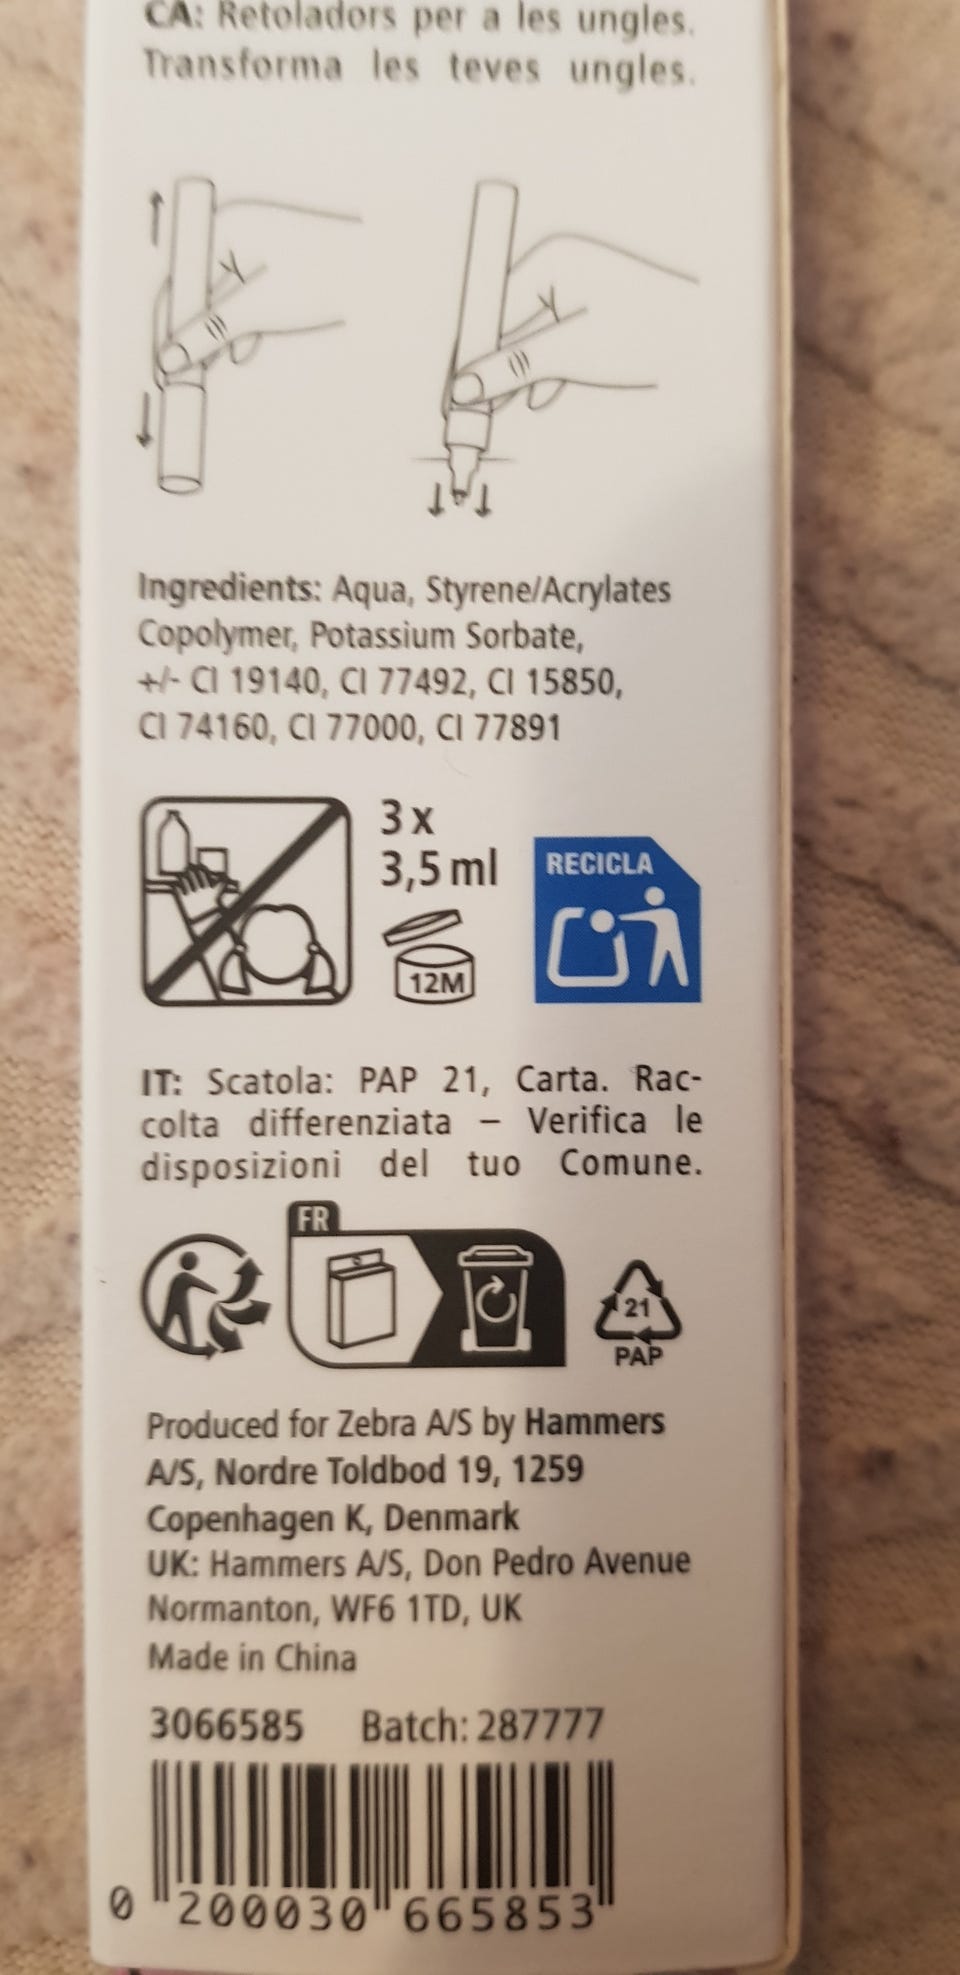 CA: Retoladors per a les ungles.
Transforma les teves ungles.
Ingredients: Aqua, Styrene/Acrylates
Copolymer, Potassium Sorbate,
+/- CI 19140, CI 77492, CI 15850,
CI 74160, CI 77000, CI 77891
3 x
3,5 ml
12M
RECICLA
IT: Scatola: PAP 21, Carta. Rac-
colta differenziata – Verifica le
disposizioni del tuo Comune.
FR
21
PAP
Produced for Zebra A/S by Hammers
A/S, Nordre Toldbod 19, 1259
Copenhagen K, Denmark
UK: Hammers A/S, Don Pedro Avenue
Normanton, WF6 1TD, UK
Made in China
3066585 Batch: 287777
0 200030 665853